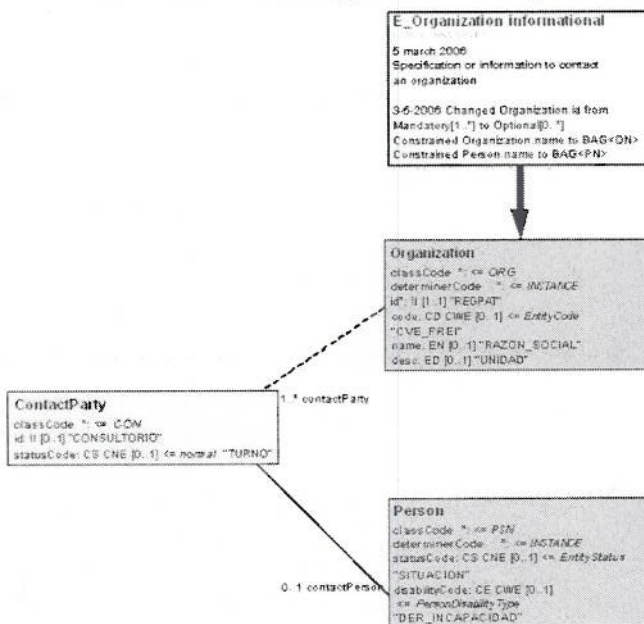 E_Organization informational
5 march 2006
Specification or information to contact
an organization
3-6-2006 Changed Organization id from
Mandatory[1..*] to Optional[0..*]
Constrained Organization name to BAG<ON>
Constrained Person name to BAG<PN>
Organization
classCode *: <= ORG
determinerCode *: <= INSTANCE
id*: II [1..1] "REGPAT"
code: CD CWE [0..1] <= EntityCode
"CVE_FREI"
name: EN [0..1] "RAZON_SOCIAL"
desc: ED [0..1] "UNIDAD"
1..* contactParty
ContactParty
classCode *: <= CON
id: II [0..1] "CONSULTORIO"
statusCode: CS CNE [0..1] <= normal "TURNO"
0..1 contactPerson
Person
classCode *: <= PSN
determinerCode *: <= INSTANCE
statusCode: CS CNE [0..1] <= EntityStatus
"SITUACION"
disabilityCode: CE CWE [0..1]
<= PersonDisabilityType
"DER_INCAPACIDAD"